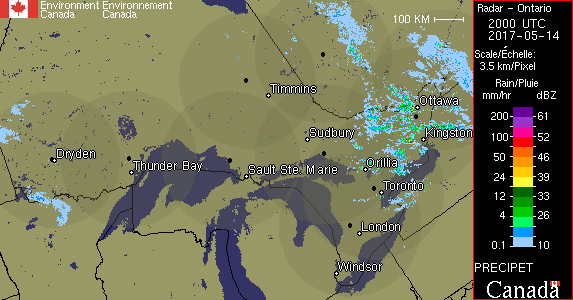 Environment Environnement
Canada Canada
100 KM
Timmins
Ottawa
Sudbury
Kingston
Dryden
Thunder Bay
Sault Ste. Marie
Orillia
Toronto
London
Windsor
Radar - Ontario
2000 UTC
2017-05-14
Scale/Échelle:
3.5 km/Pixel
Rain/Pluie
mm/hr dBZ
200 61
100 52
50 46
24 39
12 34
4 26
0.1 10
PRECIPET
Canada